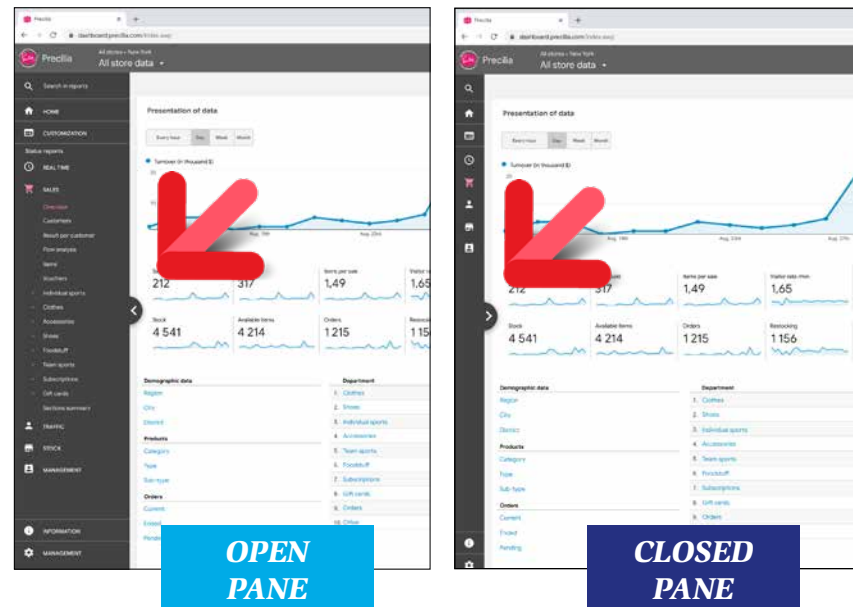 Precilia
dashboard.precilia.com/index.awp
Precilia
All stores > New York
All store data
Search in reports
HOME
CUSTOMIZATION
Status reports
REAL TIME
SALES
Overview
Customers
Result per customer
Flow analysis
Items
Vouchers
Individual sports
Clothes
Accessories
Shoes
Foodstuff
Team sports
Subscriptions
Gift cards
Sections summary
TRAFFIC
STOCK
MANAGEMENT
INFORMATION
MANAGEMENT
Presentation of data
Every hour Day Week Month
Turnover (in thousand $)
20
Aug. 19th Aug. 23rd
Items per sale
212 317 1,49 1,65
Stock Available items Orders
4 541 4 214 1 215 1 15
Demographic data Department
Region 1. Clothes
City 2. Shoes
District 3. Individual sports
Products 4. Accessories
Category 5. Team sports
Type 6. Foodstuff
Sub-type 7. Subscriptions
Orders 8. Gift cards
Current 9. Orders
10. Other
OPEN
PANE
Precilia
dashboard.precilia.com/index.awp
Precilia
All stores > New York
All store data
Presentation of data
Every hour Day Week Month
Turnover (in thousand $)
20
Aug. 19th Aug. 23rd Aug. 27th
Items per sale Visitor rate /min
212 317 1,49 1,65
Stock Available items Orders Restocking
4 541 4 214 1 215 1 156
Demographic data Department
Region 1. Clothes
City 2. Shoes
District 3. Individual sports
Products 4. Accessories
Category 5. Team sports
Type 6. Foodstuff
Sub-type 7. Subscriptions
Orders 8. Gift cards
Current 9. Orders
Ended
Pending
CLOSED
PANE